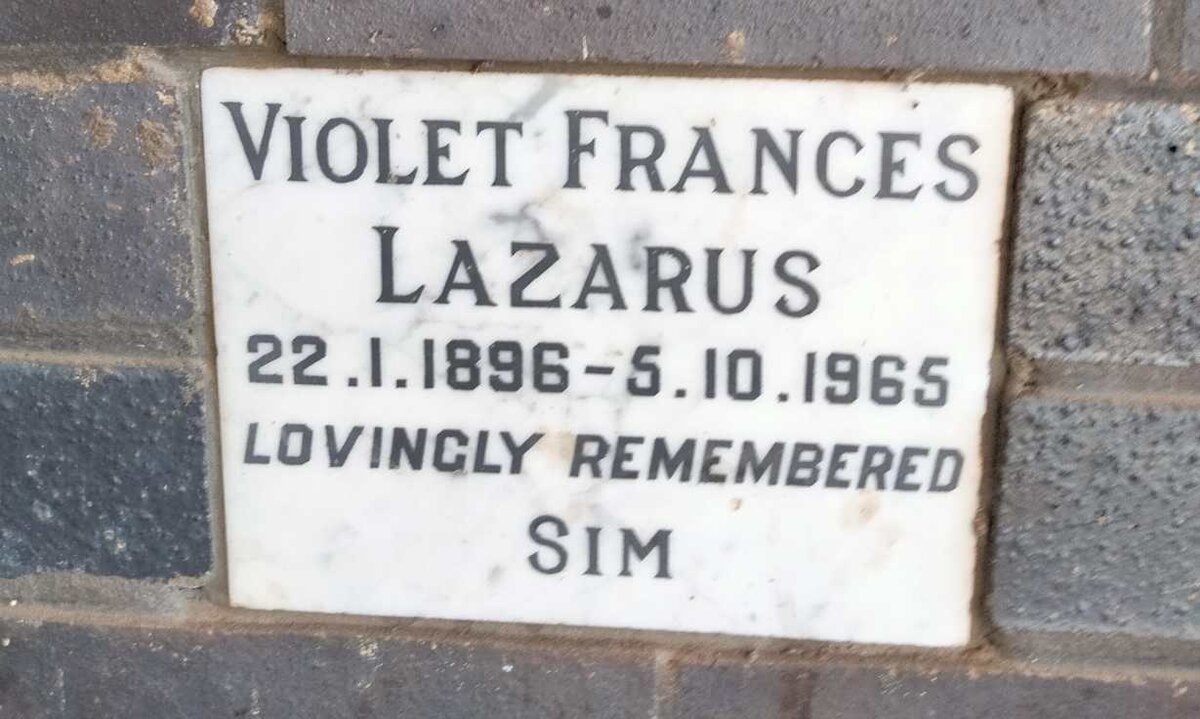 VIOLET FRANCES
LAZARUS
22.1.1896-5.10.1965
LOVINGLY REMEMBERED
SIM